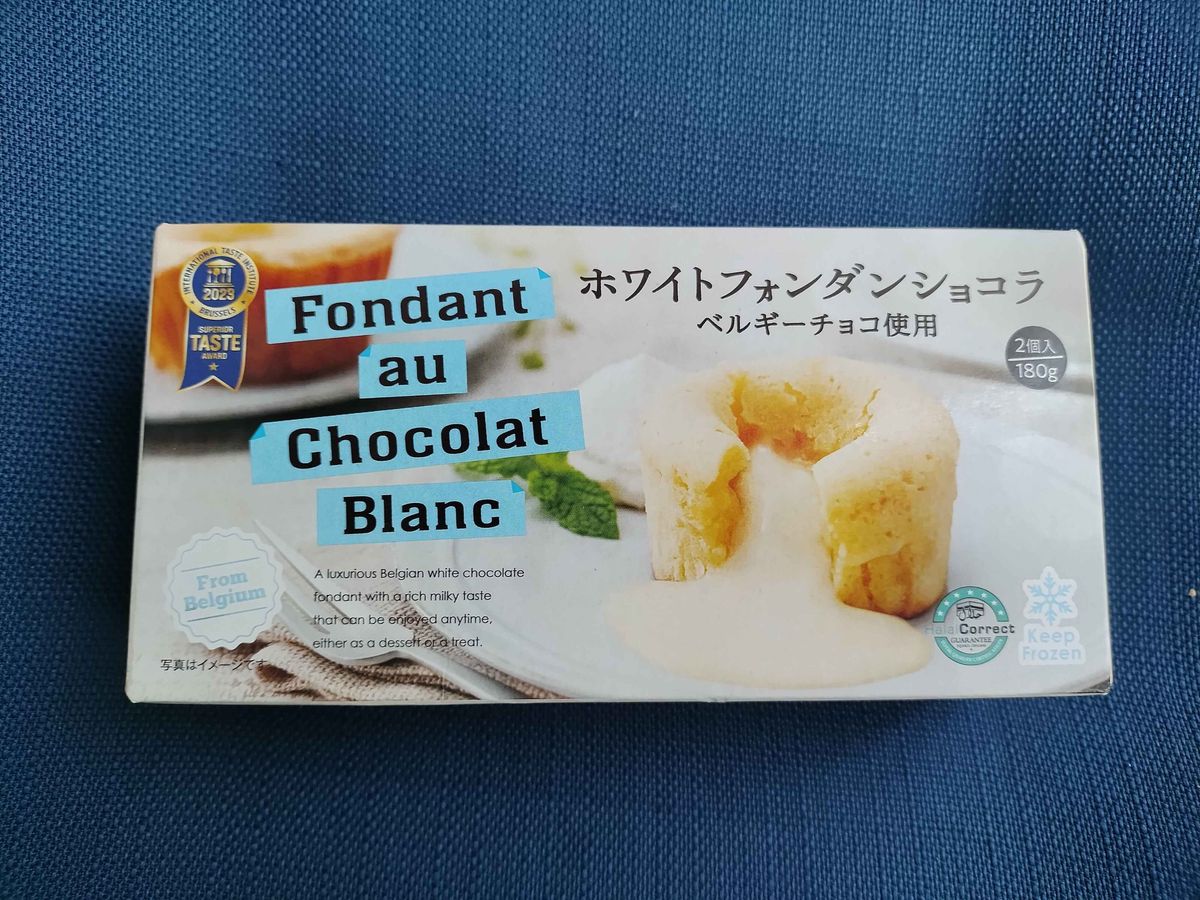 INTERNATIONAL TASTE INSTITUTE
2023
BRUSSELS
SUPERIOR
TASTE
AWARD
Fondant
au
Chocolat
Blanc
ホワイトフォンダンショコラ
ベルギーチョコ使用
2個入
180g
From
Belgium
A luxurious Belgian white chocolate
fondant with a rich milky taste
that can be enjoyed anytime,
either as a dessert or a treat.
写真はイメージです
Halal Correct
GUARANTEE
Keep
Frozen